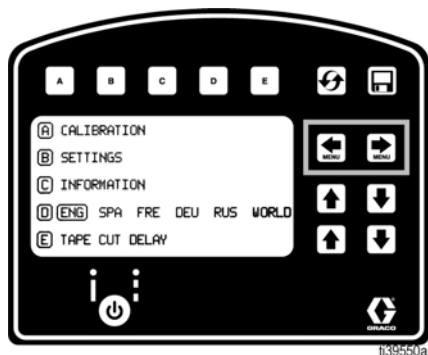 A B C D E
A CALIBRATION
B SETTINGS
MENU MENU
C INFORMATION
D ENG SPA FRE DEU RUS WORLD
E TAPE CUT DELAY
GRACO
ti39550a